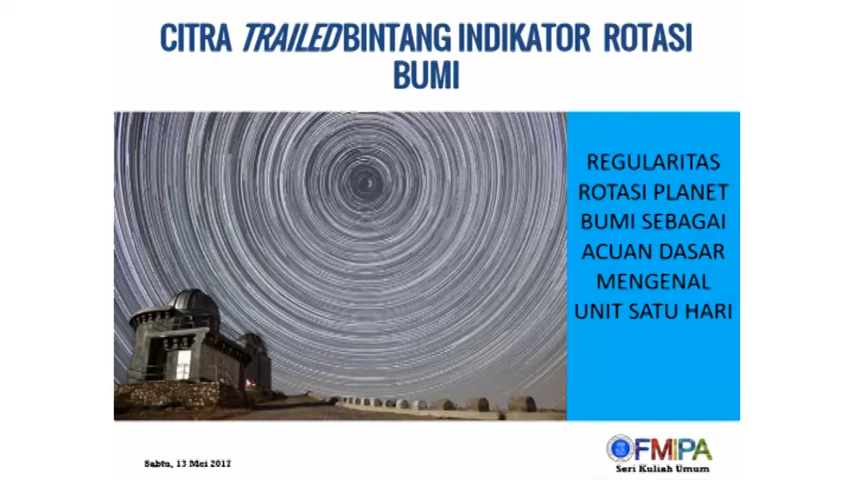 CITRA TRAILED BINTANG INDIKATOR ROTASI
BUMI
REGULARITAS
ROTASI PLANET
BUMI SEBAGAI
ACUAN DASAR
MENGENAL
UNIT SATU HARI
Sabtu, 13 Mei 2017
FMIPA
Seri Kuliah Umum